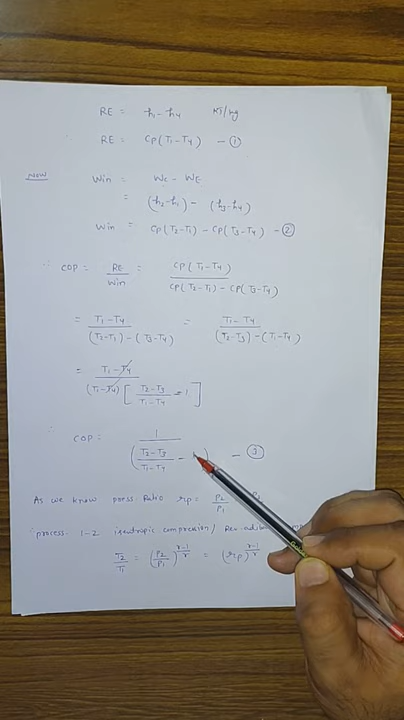 RE = h₁-h₄ KJ/kg
∴ RE = Cp(T₁-T₄) -①
Now Win = Wc - WE
= (h₂-h₁) - (h₃-h₄)
Win = Cp(T₂-T₁) - Cp(T₃-T₄) -②
∵ COP = RE/Win = Cp(T₁-T₄)/(Cp(T₂-T₁) - Cp(T₃-T₄))
= (T₁-T₄)/((T₂-T₁) - (T₃-T₄)) = (T₁-T₄)/((T₂-T₃) - (T₁-T₄))
= (T₁-T₄)/((T₁-T₄)[(T₂-T₃)/(T₁-T₄) - 1])
∴ COP = 1/((T₂-T₃)/(T₁-T₄) - ) -③
As we know press. Ratio rp = P₂/P₁
process 1-2 isentropic compression/ Rev. adib
T₂/T₁ = (P₂/P₁)^((γ-1)/γ) = (rp)^((γ-1)/γ)